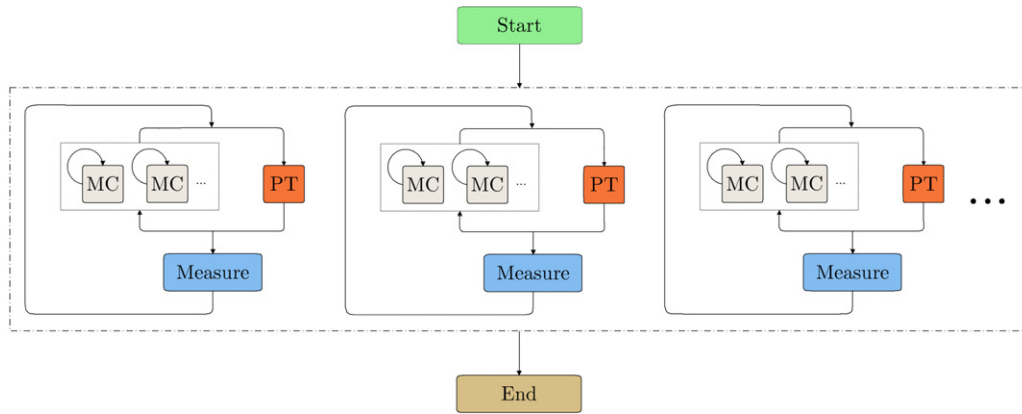 Start
MC MC ... PT
MC MC ... PT
MC MC ... PT
...
Measure
Measure
Measure
End